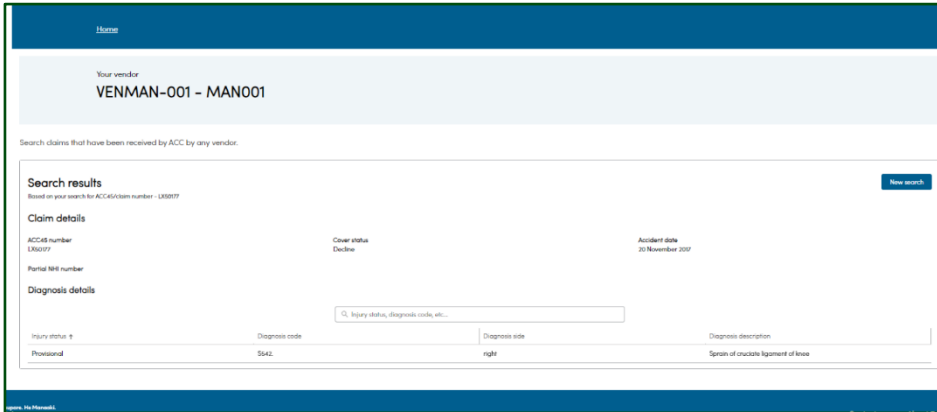 Home
Your vendor
VENMAN-001 - MAN001
Search claims that have been received by ACC by any vendor.
Search results
New search
Based on your search for ACC45/claim number - LX50177
Claim details
ACC45 number Cover status Accident date
LX50177 Decline 20 November 2017
Partial NHI number
Diagnosis details
Injury status, diagnosis code, etc...
Injury status ↑ Diagnosis code Diagnosis side Diagnosis description
Provisional S542. right Sprain of cruciate ligament of knee
He Manaaki.